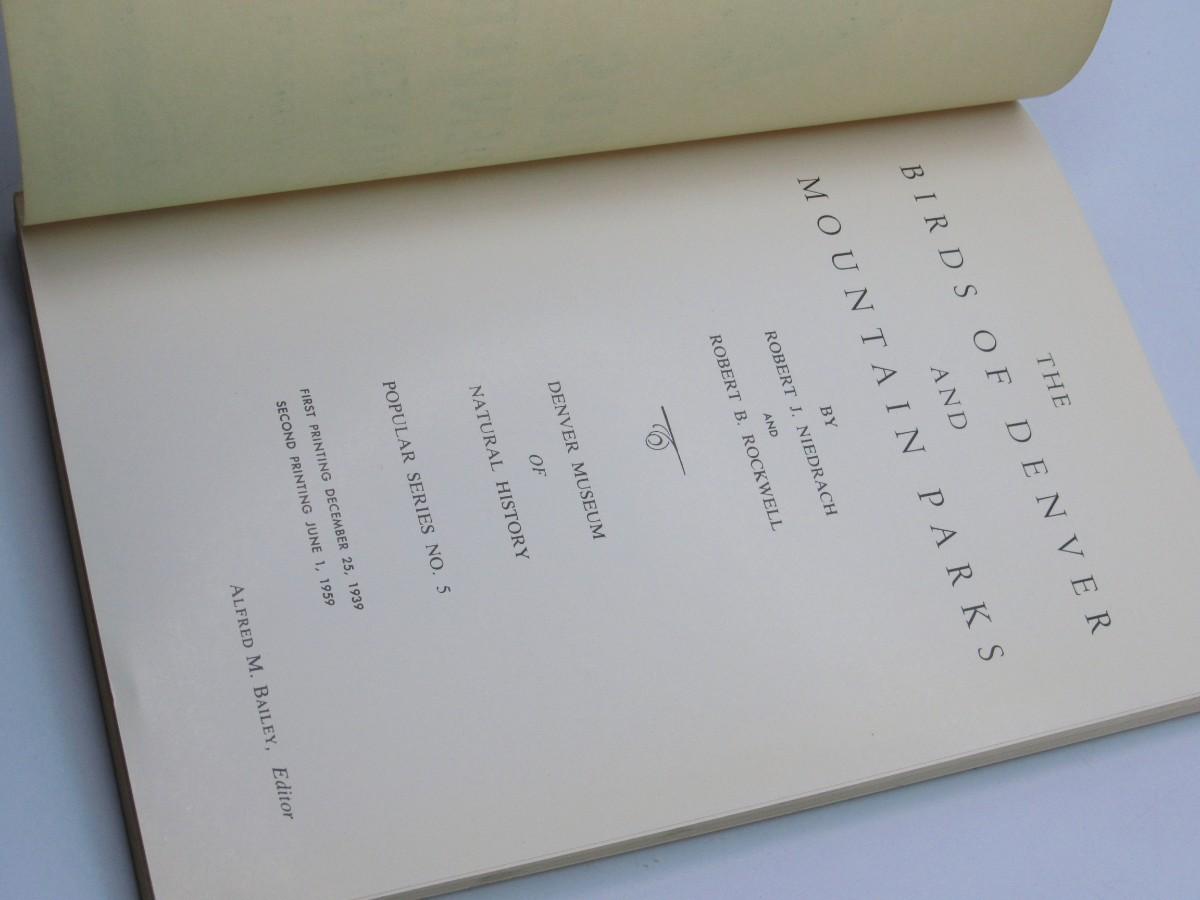 THE
BIRDS OF DENVER
AND
MOUNTAIN PARKS
BY
ROBERT J. NIEDRACH
AND
ROBERT B. ROCKWELL
DENVER MUSEUM
OF
NATURAL HISTORY
POPULAR SERIES NO. 5
FIRST PRINTING DECEMBER 25, 1939
SECOND PRINTING JUNE 1, 1959
ALFRED M. BAILEY, Editor